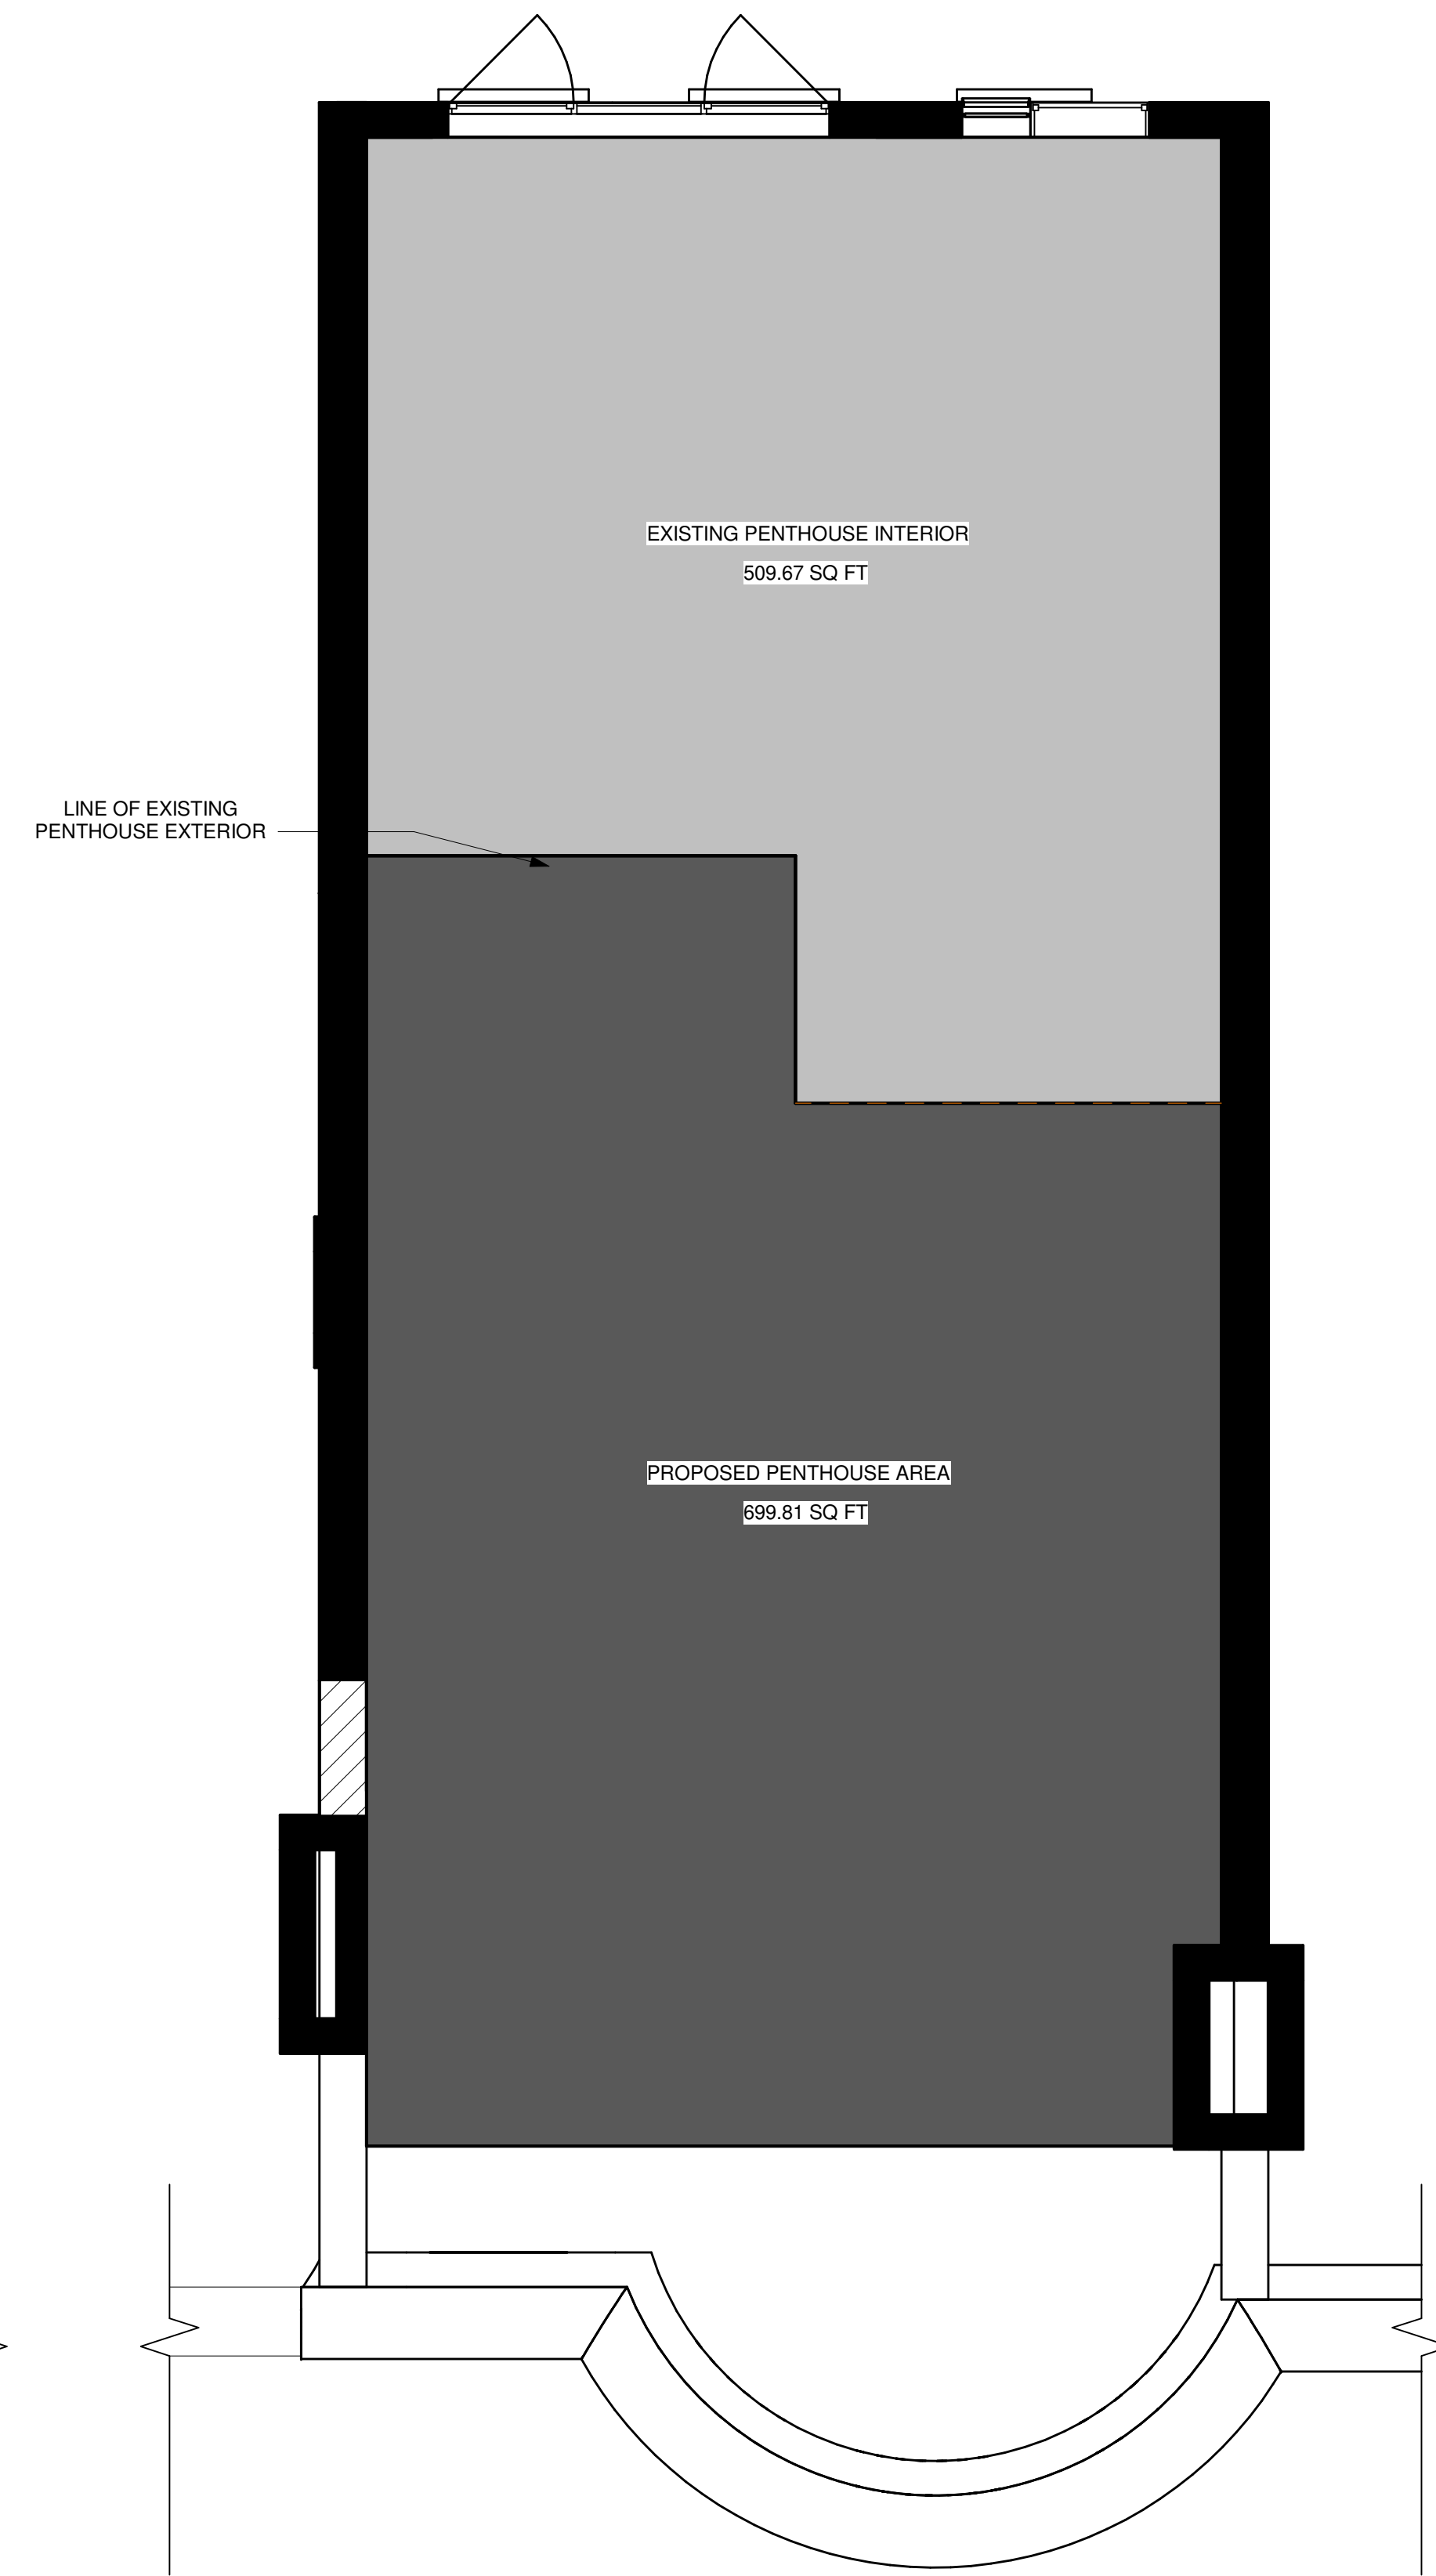 EXISTING PENTHOUSE INTERIOR
509.67 SQ FT
LINE OF EXISTING
PENTHOUSE EXTERIOR
PROPOSED PENTHOUSE AREA
699.81 SQ FT